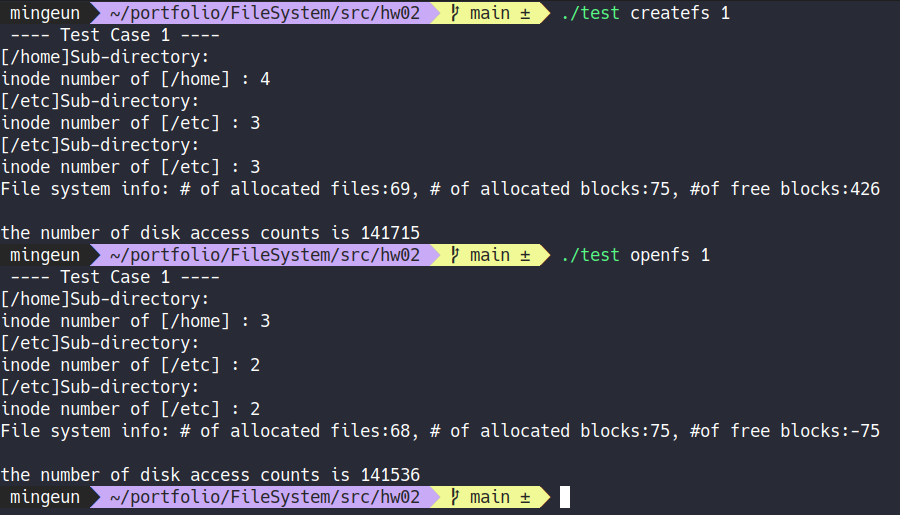 mingeun ~/portfolio/FileSystem/src/hw02 main ± ./test createfs 1
---- Test Case 1 ----
[/home]Sub-directory:
inode number of [/home] : 4
[/etc]Sub-directory:
inode number of [/etc] : 3
[/etc]Sub-directory:
inode number of [/etc] : 3
File system info: # of allocated files:69, # of allocated blocks:75, #of free blocks:426
the number of disk access counts is 141715
mingeun ~/portfolio/FileSystem/src/hw02 main ± ./test openfs 1
---- Test Case 1 ----
[/home]Sub-directory:
inode number of [/home] : 3
[/etc]Sub-directory:
inode number of [/etc] : 2
[/etc]Sub-directory:
inode number of [/etc] : 2
File system info: # of allocated files:68, # of allocated blocks:75, #of free blocks:-75
the number of disk access counts is 141536
mingeun ~/portfolio/FileSystem/src/hw02 main ±